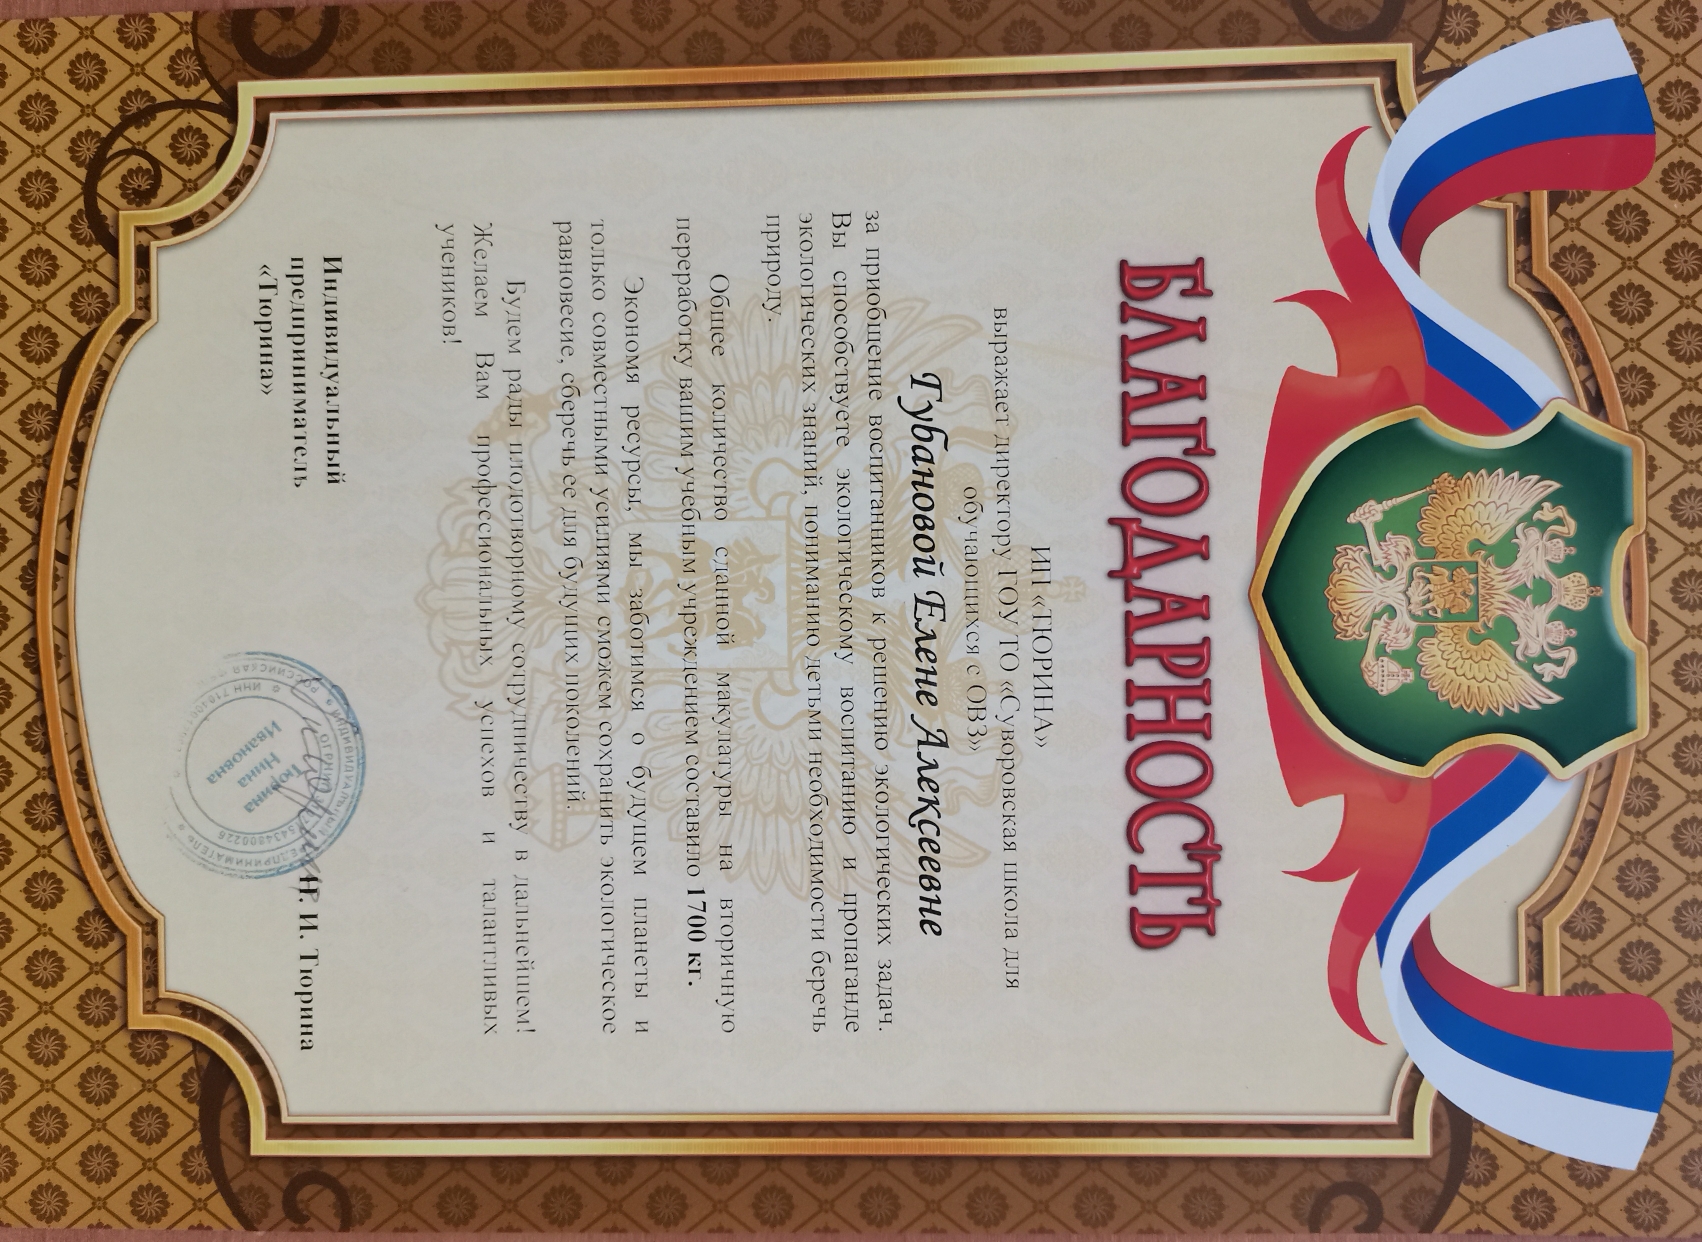 БЛАГОДАРНОСТЬ
ИП «ТЮРИНА»
выражает директору ГОУ ТО «Суворовская школа для
обучающихся с ОВЗ»
Губановой Елене Алексеевне
за приобщение воспитанников к решению экологических задач.
Вы способствуете экологическому воспитанию и пропаганде
экологических знаний, пониманию детьми необходимости беречь
природу.
Общее количество сданной макулатуры на вторичную
переработку вашим учебным учреждением составило 1700 кг.
Экономя ресурсы, мы заботимся о будущем планеты и
только совместными усилиями сможем сохранить экологическое
равновесие, сберечь ее для будущих поколений.
Будем рады плодотворному сотрудничеству в дальнейшем!
Желаем Вам профессиональных успехов и талантливых
учеников!
Индивидуальный
предприниматель
«Тюрина»
Н. И. Тюрина
ИНДИВИДУАЛЬНЫЙ ПРЕДПРИНИМАТЕЛЬ
Тюрина
Нина
Ивановна